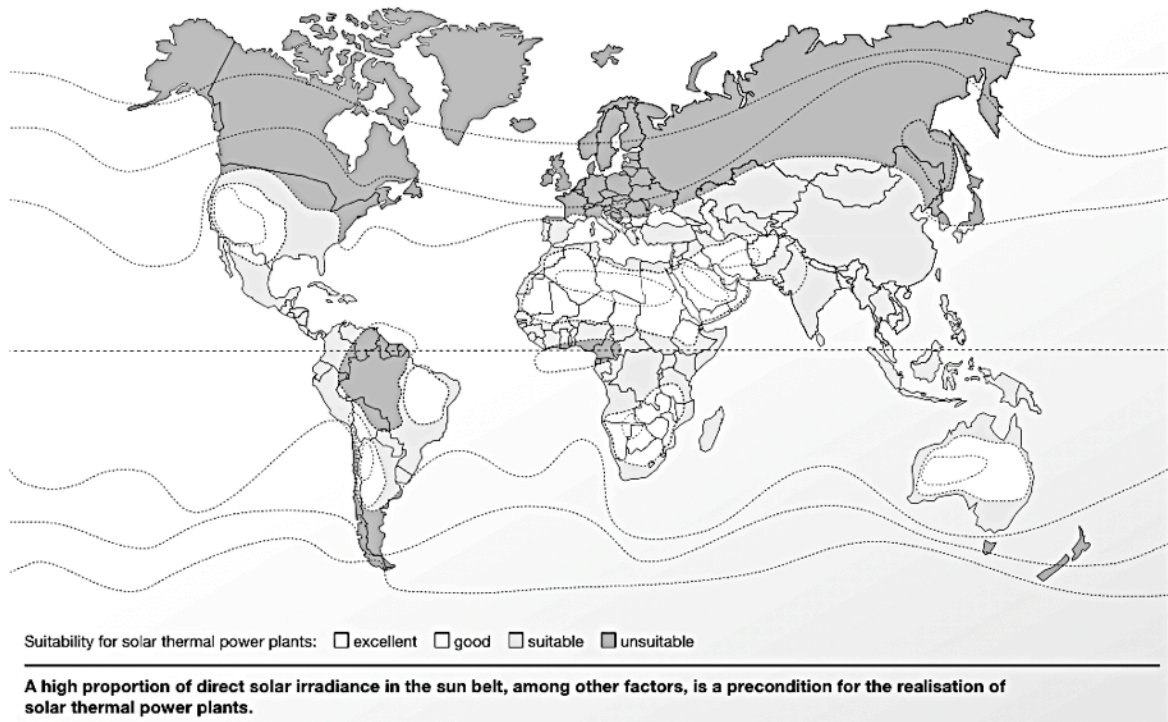 Suitability for solar thermal power plants: excellent good suitable unsuitable
A high proportion of direct solar irradiance in the sun belt, among other factors, is a precondition for the realisation of
solar thermal power plants.